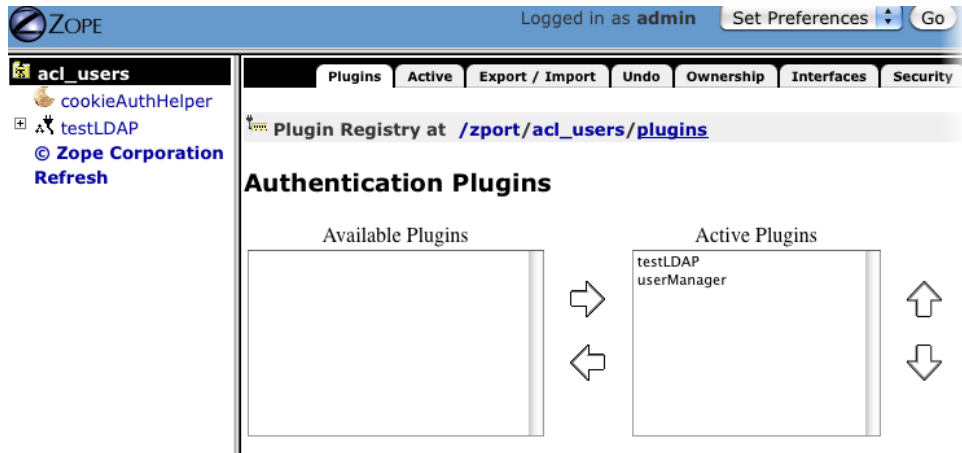 ZOPE
Logged in as admin
Set Preferences
Go
acl_users
cookieAuthHelper
testLDAP
© Zope Corporation
Refresh
Plugins
Active
Export / Import
Undo
Ownership
Interfaces
Security
Plugin Registry at /zport/acl_users/plugins
Authentication Plugins
Available Plugins
Active Plugins
testLDAP
userManager